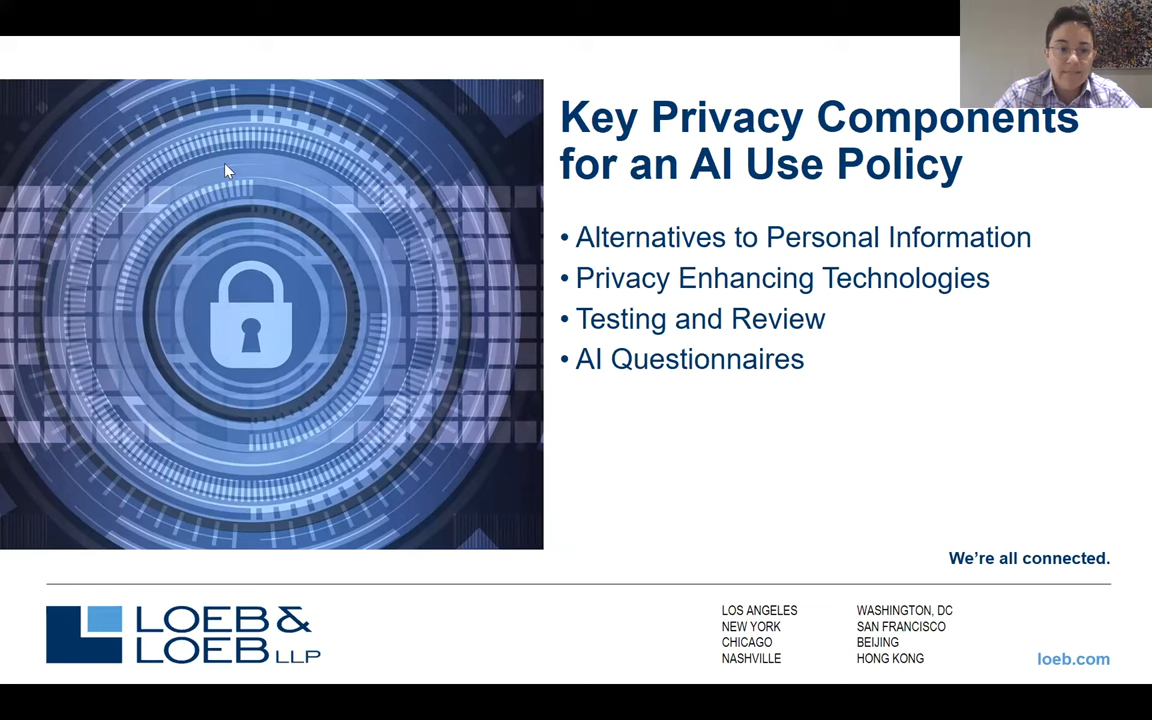 Key Privacy Components
for an AI Use Policy
• Alternatives to Personal Information
• Privacy Enhancing Technologies
• Testing and Review
• AI Questionnaires
We're all connected.
LOEB &
LOEB LLP
LOS ANGELES
NEW YORK
CHICAGO
NASHVILLE
WASHINGTON, DC
SAN FRANCISCO
BEIJING
HONG KONG
loeb.com